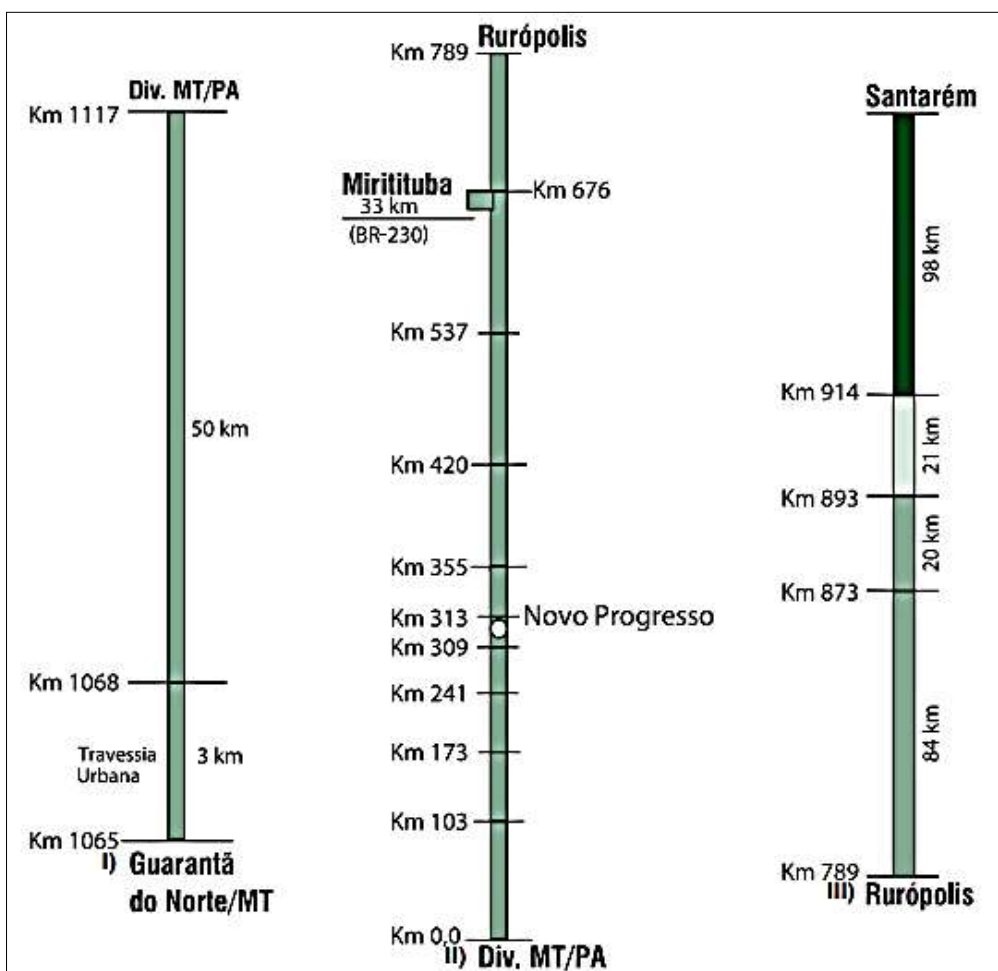 Div. MT/PA
Km 1117
50 km
Km 1068
Travessia
Urbana
3 km
Km 1065
I) Guarantã
do Norte/MT
Rurópolis
Km 789
Miritituba
33 km
(BR-230)
Km 676
Km 537
Km 420
Km 355
Km 313
Novo Progresso
Km 309
Km 241
Km 173
Km 103
Km 0,0
II) Div. MT/PA
Santarém
98 km
Km 914
21 km
Km 893
20 km
Km 873
84 km
Km 789
III) Rurópolis